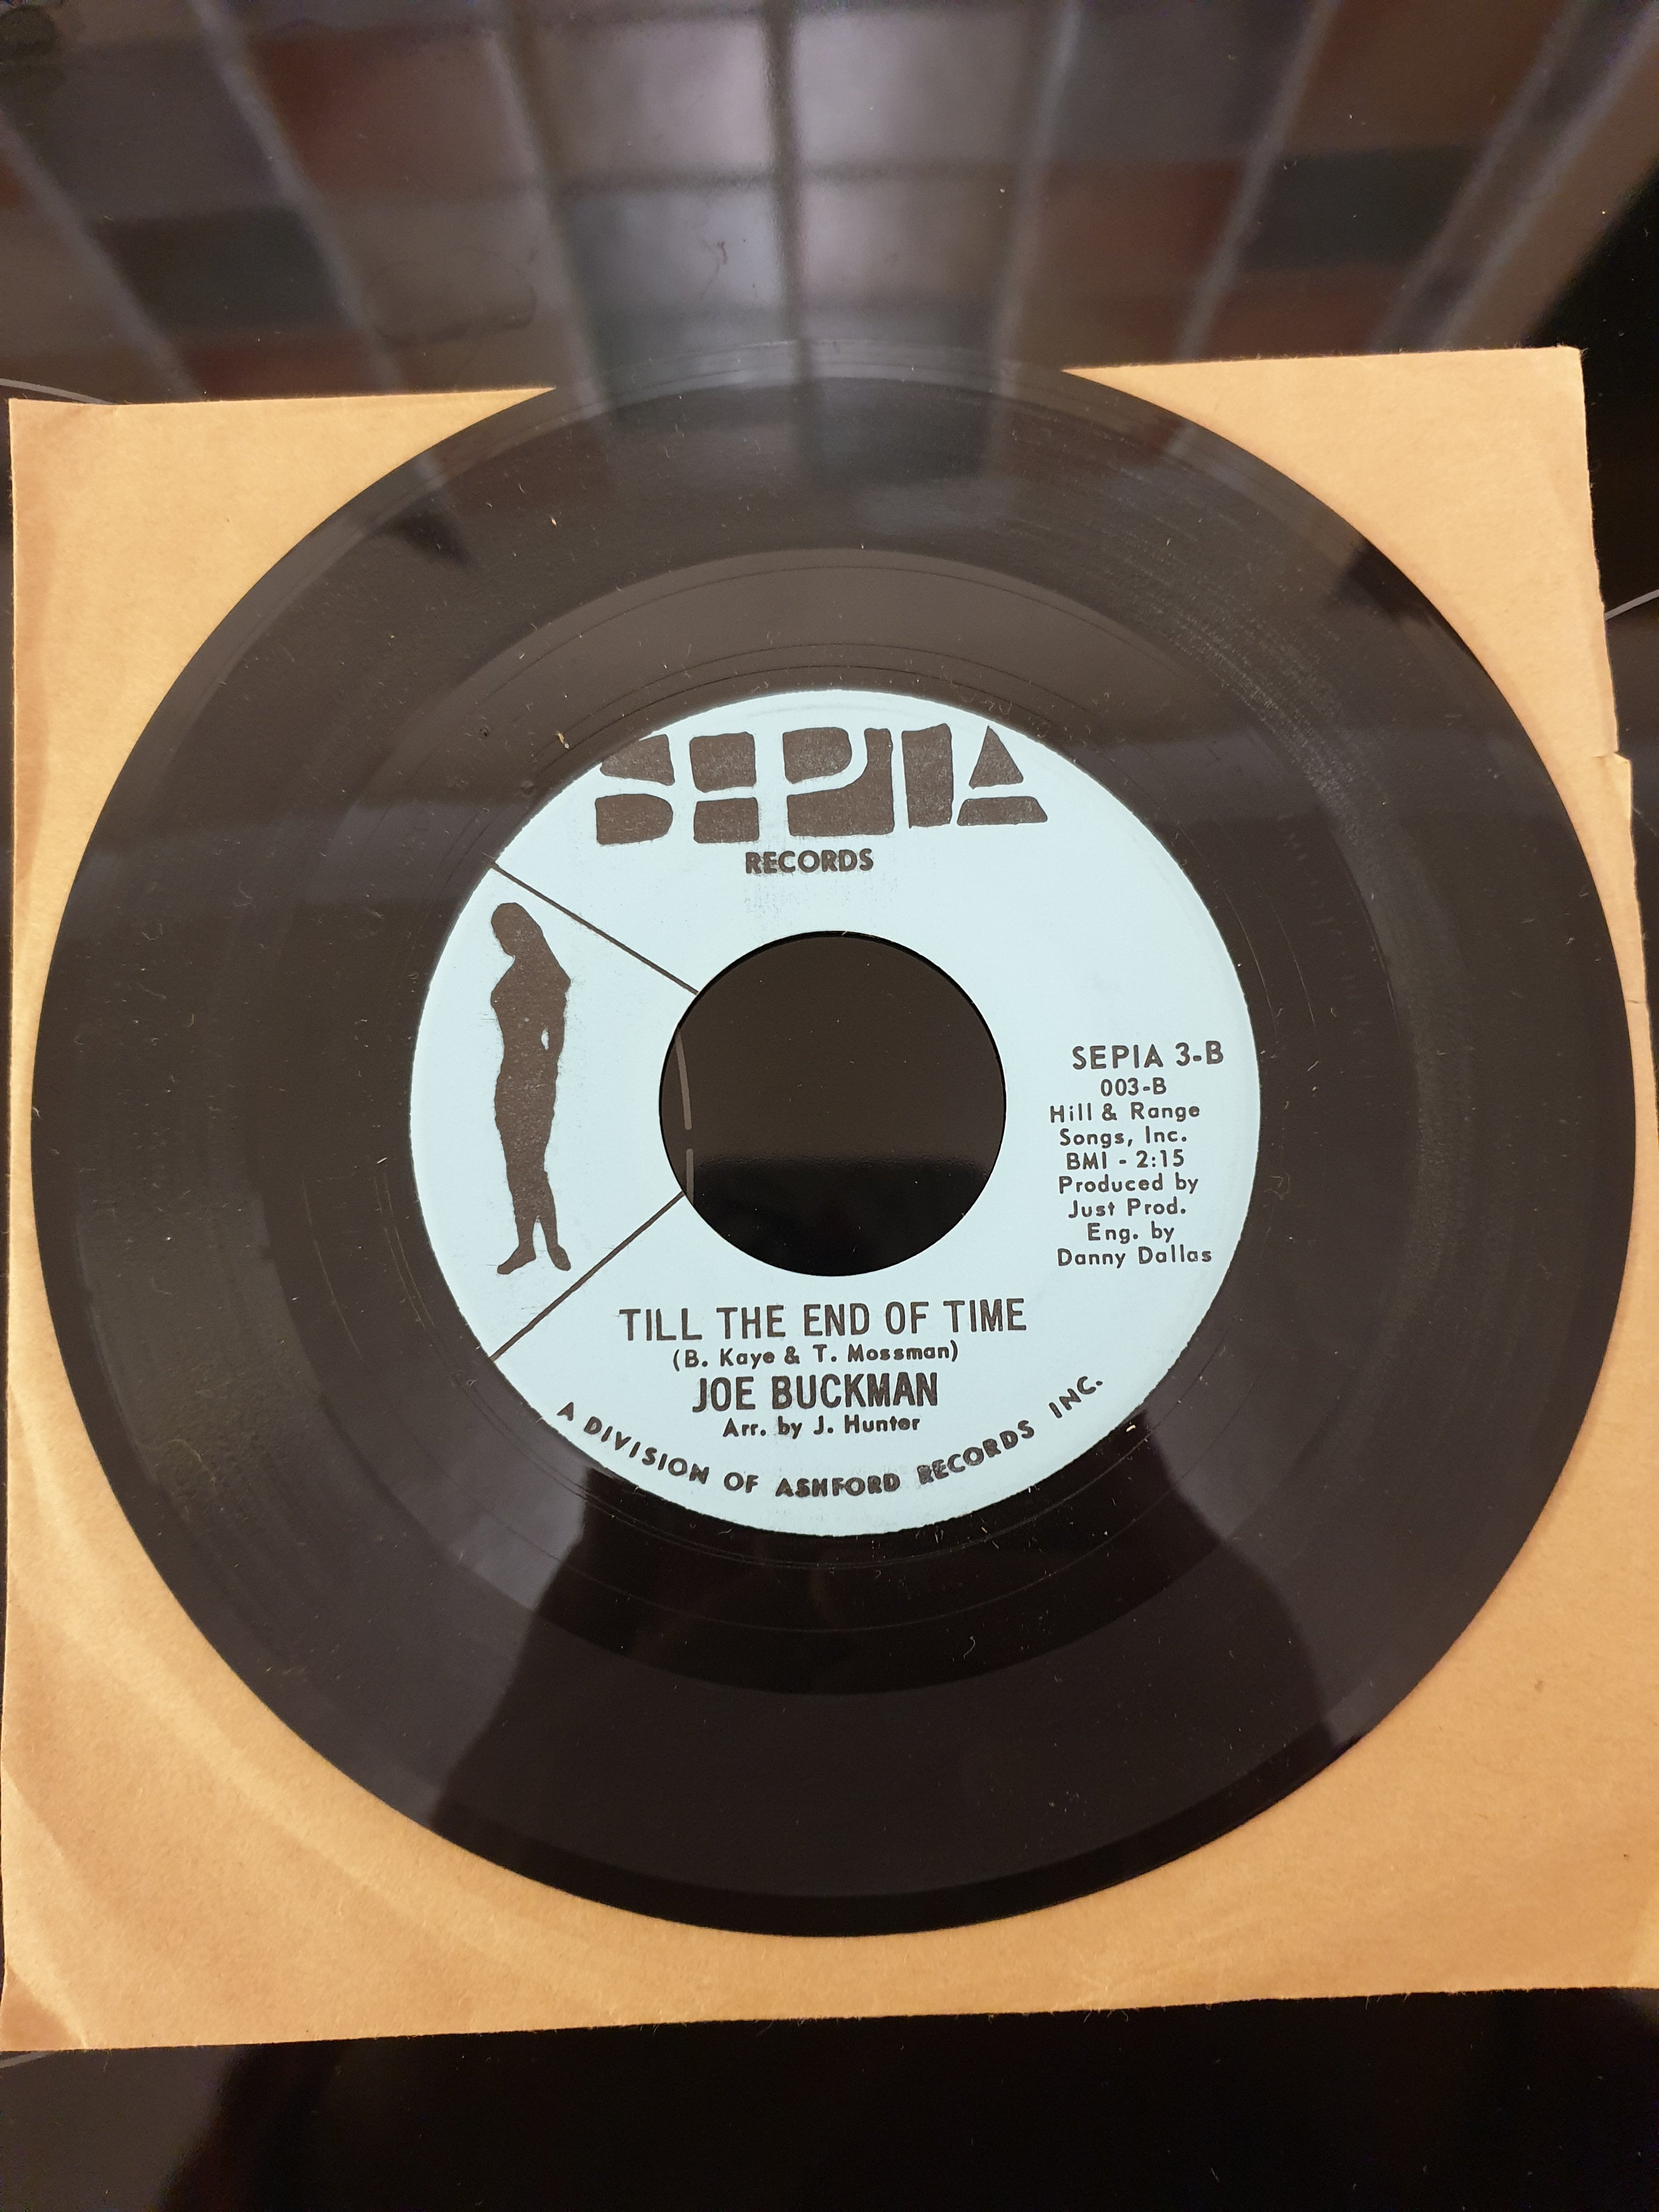 SEPIA
RECORDS
SEPIA 3-B
003-B
Hill & Range
Songs, Inc.
BMI - 2:15
Produced by
Just Prod.
Eng. by
Danny Dallas
TILL THE END OF TIME
(B. Kaye & T. Mossman)
JOE BUCKMAN
Arr. by J. Hunter
A DIVISION OF ASHFORD RECORDS INC.